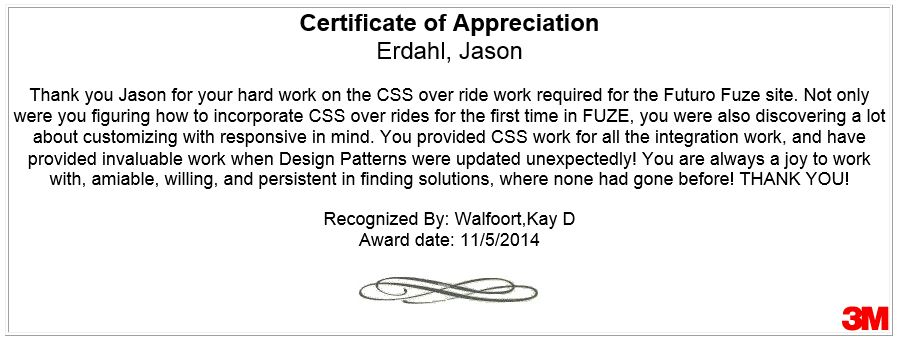 Certificate of Appreciation
Erdahl, Jason
Thank you Jason for your hard work on the CSS over ride work required for the Futuro Fuze site. Not only
were you figuring how to incorporate CSS over rides for the first time in FUZE, you were also discovering a lot
about customizing with responsive in mind. You provided CSS work for all the integration work, and have
provided invaluable work when Design Patterns were updated unexpectedly! You are always a joy to work
with, amiable, willing, and persistent in finding solutions, where none had gone before! THANK YOU!
Recognized By: Walfoort,Kay D
Award date: 11/5/2014
3M